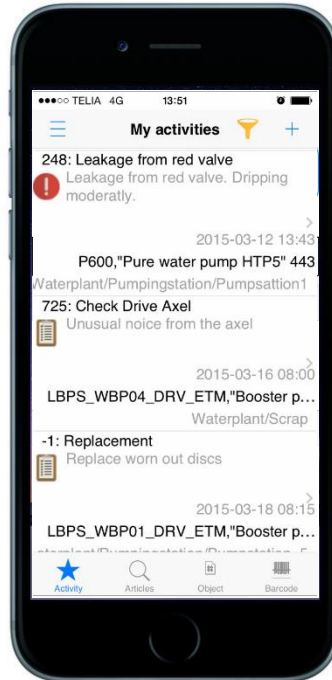 TELIA 4G 13:51
My activities
248: Leakage from red valve
Leakage from red valve. Dripping
moderatly.
2015-03-12 13:43
P600,"Pure water pump HTP5" 443
Waterplant/Pumpingstation/Pumpsattion1
725: Check Drive Axel
Unusual noice from the axel
2015-03-16 08:00
LBPS_WBP04_DRV_ETM,"Booster p...
Waterplant/Scrap
-1: Replacement
Replace worn out discs
2015-03-18 08:15
LBPS_WBP01_DRV_ETM,"Booster p...
Activity Articles Object Barcode